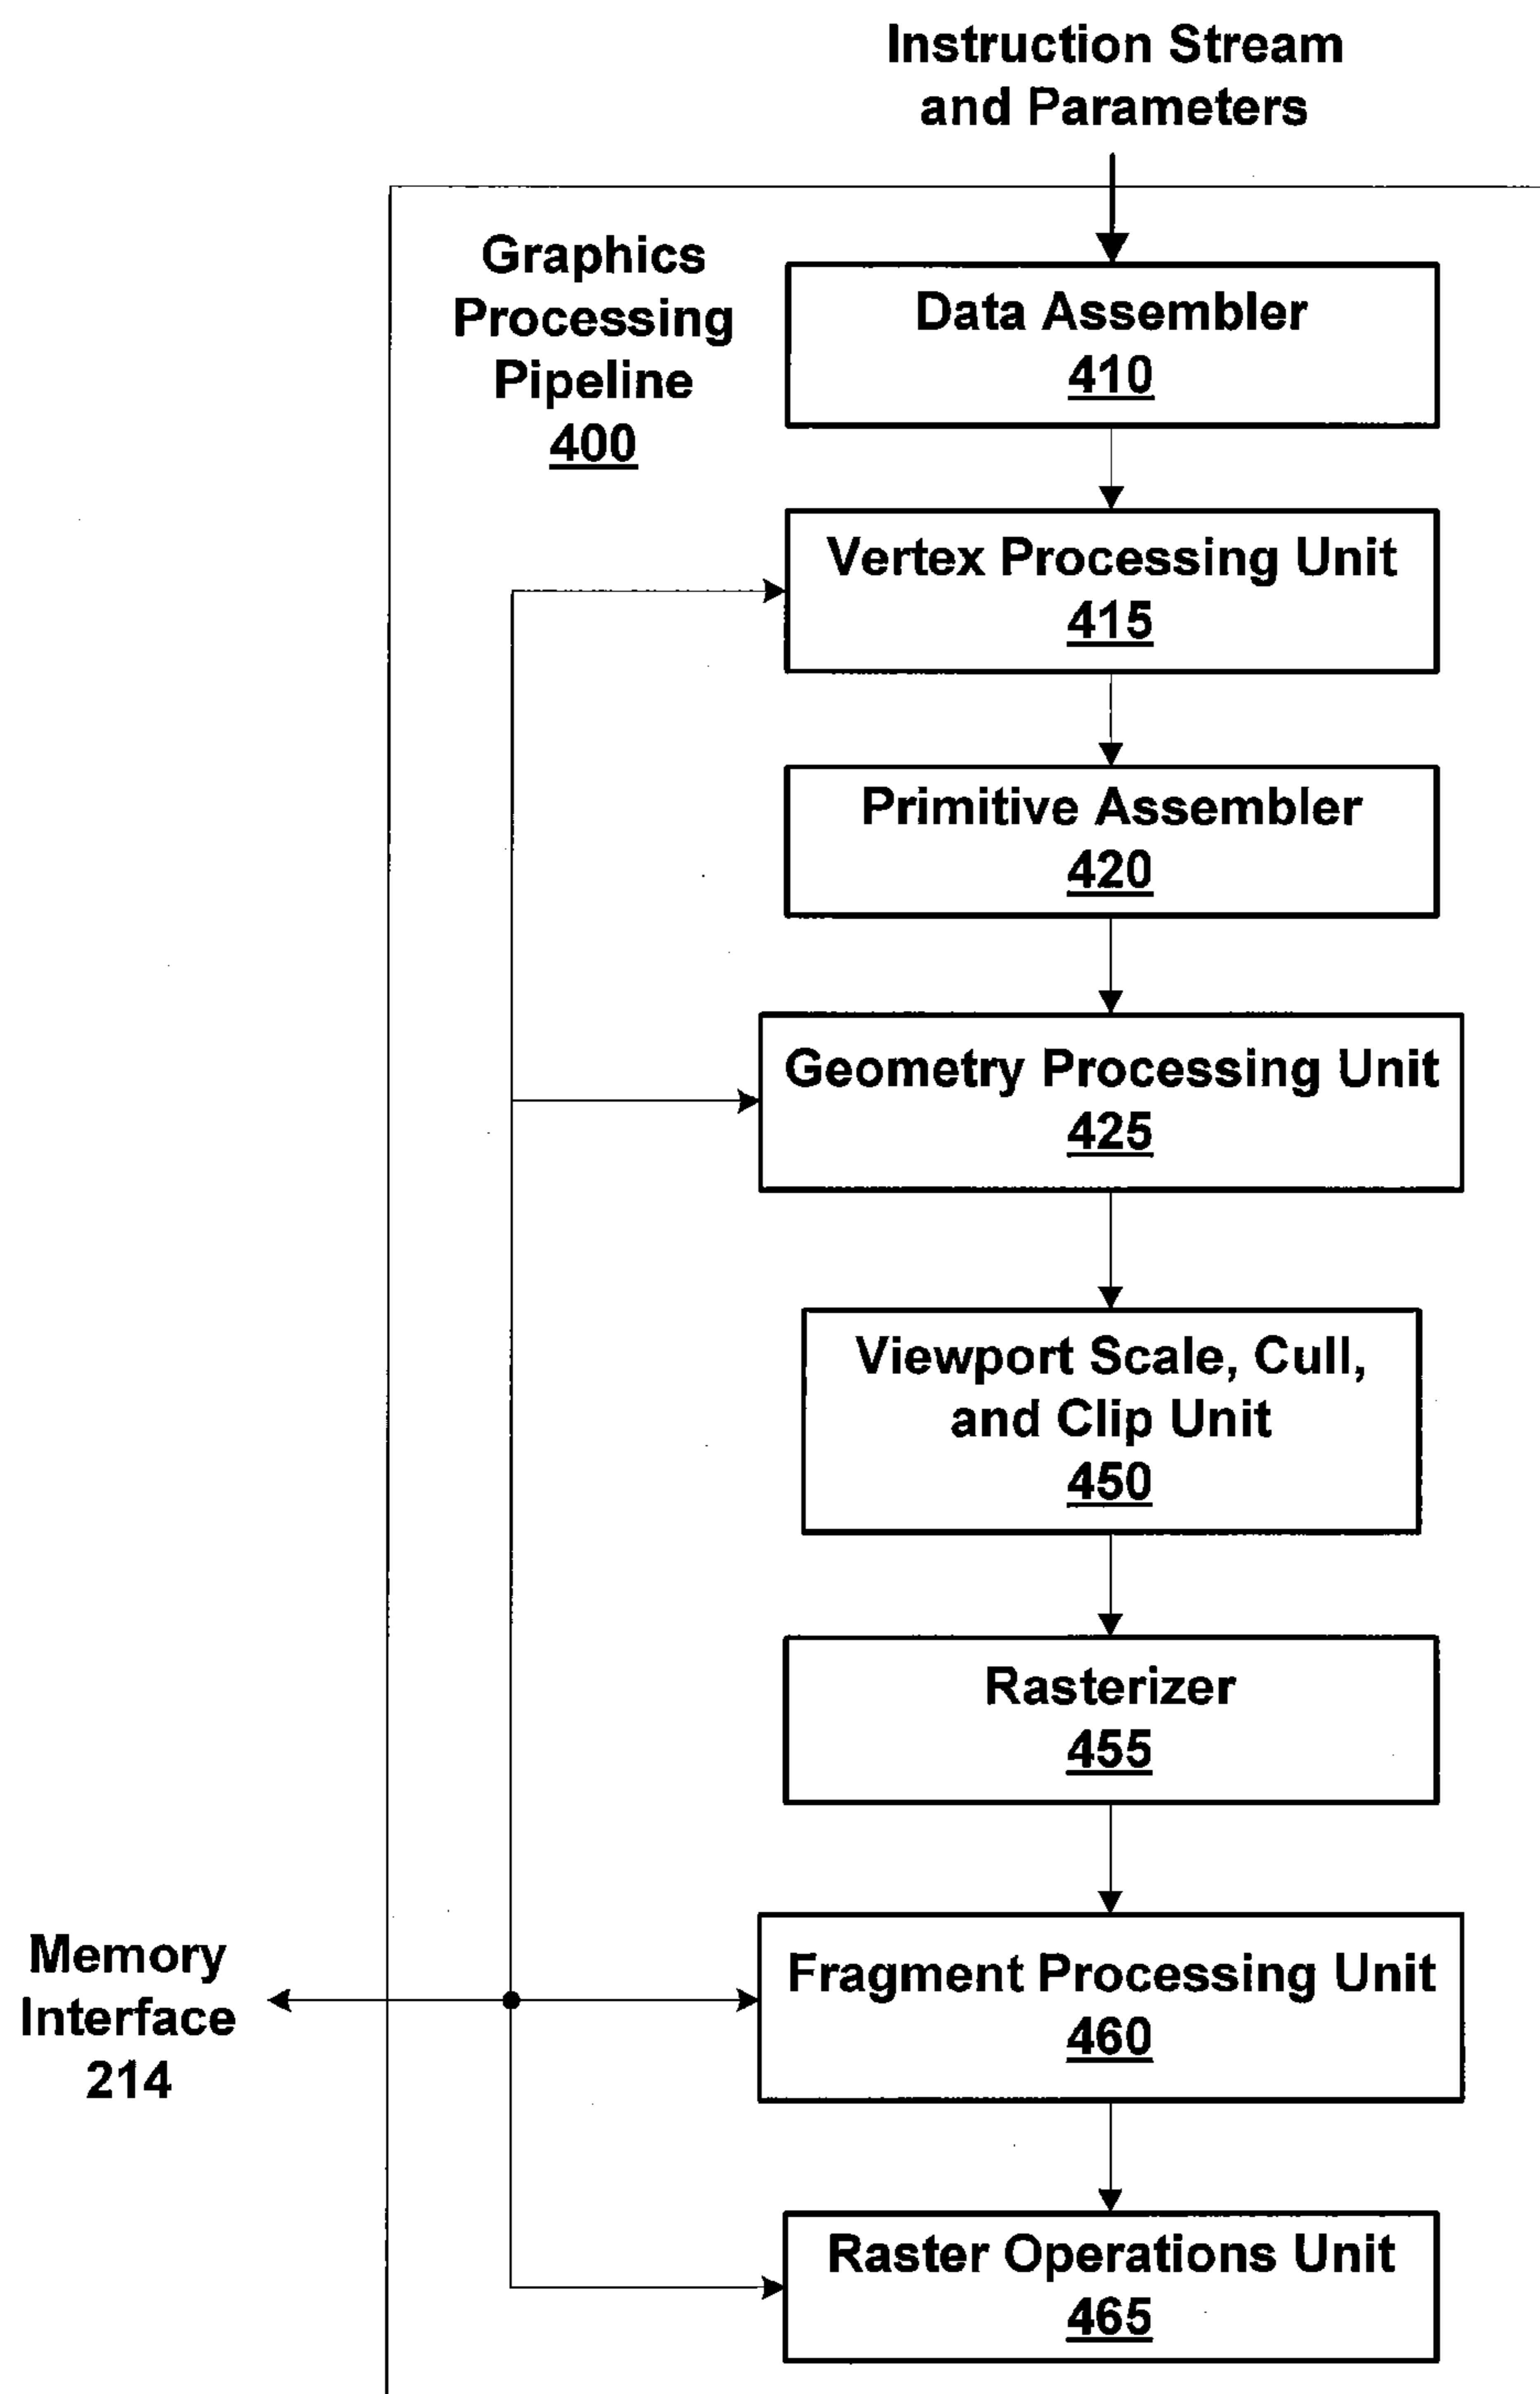 Instruction Stream
and Parameters
Graphics
Processing
Pipeline
400
Data Assembler
410
Vertex Processing Unit
415
Primitive Assembler
420
Geometry Processing Unit
425
Viewport Scale, Cull,
and Clip Unit
450
Rasterizer
455
Memory
Interface
214
Fragment Processing Unit
460
Raster Operations Unit
465